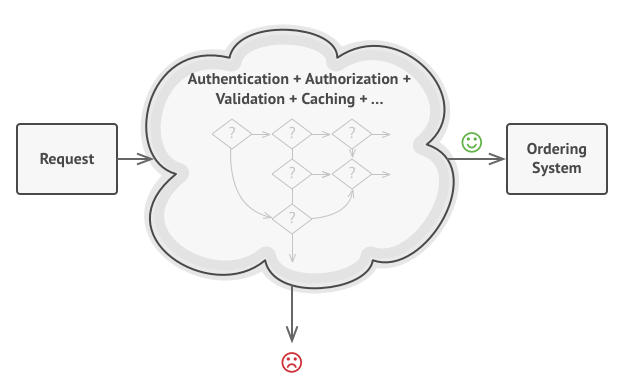 Authentication + Authorization +
Validation + Caching + ...
? ? ?
Request
Ordering
System
? ?
?